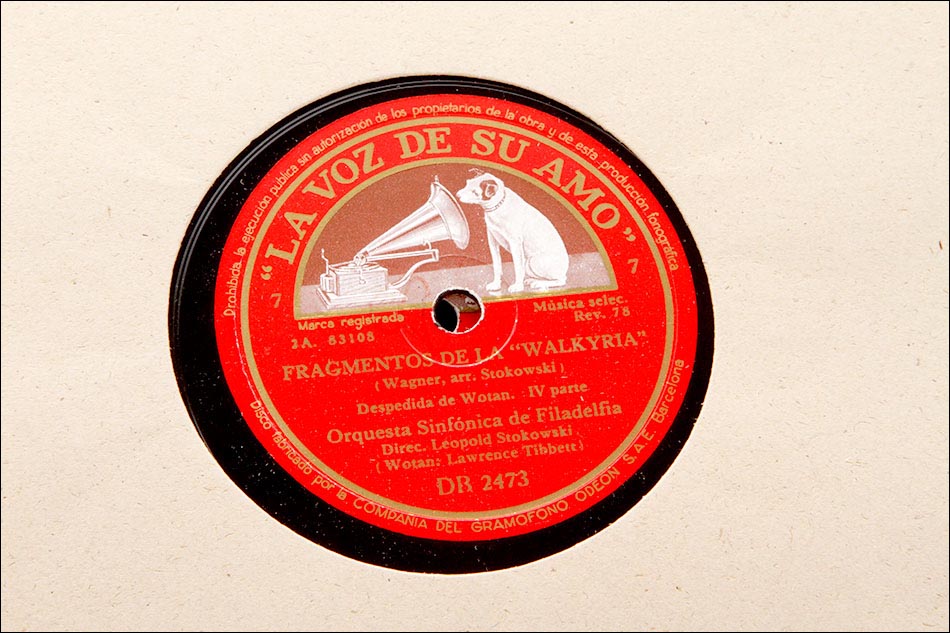 Prohibida la ejecución pública sin autorización de los propietarios de la obra y de esta producción fonográfica
"LA VOZ DE SU AMO"
7 7
Marca registrada
2A. 63108
Música selec.
Rev. 78
FRAGMENTOS DE LA "WALKYRIA"
(Wagner, arr. Stokowski)
Despedida de Wotan. IV parte
Orquesta Sinfónica de Filadelfia
Direc. Leopold Stokowski
(Wotan: Lawrence Tibbett)
DR 2473
Disco fabricado por la COMPAÑIA DEL GRAMOFONO ODEON S.A.E. Barcelona